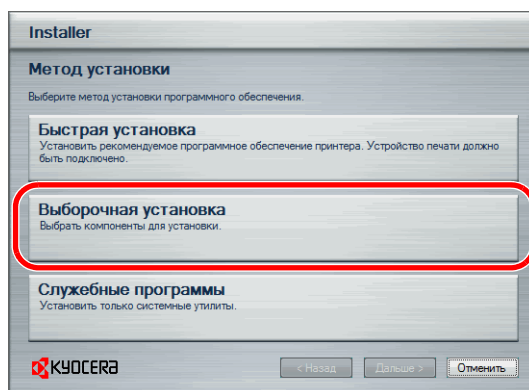 Installer
Метод установки
Выберите метод установки программного обеспечения.
Быстрая установка
Установить рекомендуемое программное обеспечение принтера. Устройство печати должно
быть подключено.
Выборочная установка
Выбрать компоненты для установки.
Служебные программы
Установить только системные утилиты.
KYOCERA
< Назад
Дальше >
Отменить